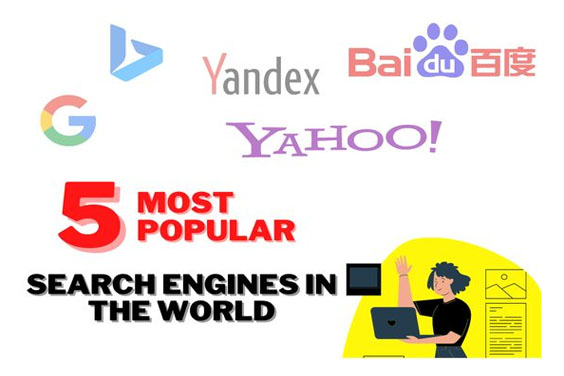 Yandex
Baidu百度
G
YAHOO!
5 MOST
POPULAR
SEARCH ENGINES IN
THE WORLD